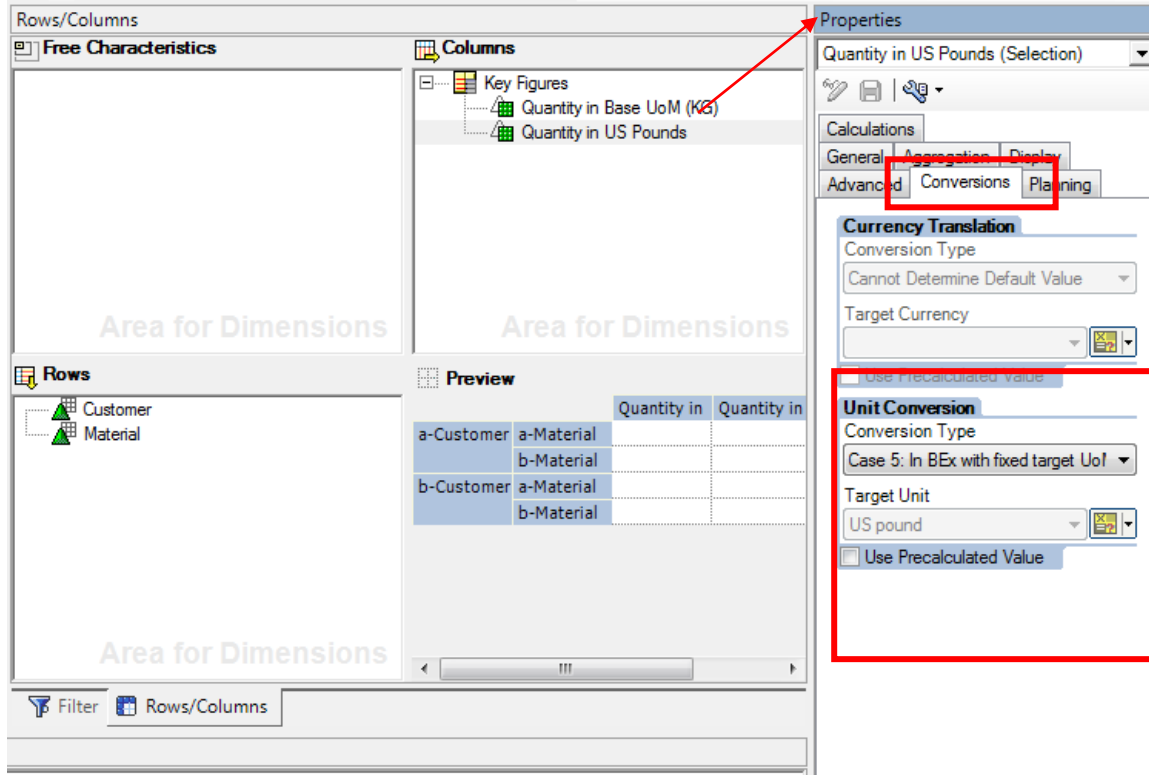 Rows/Columns
Free Characteristics
Area for Dimensions
Columns
Key Figures
Quantity in Base UoM (KG)
Quantity in US Pounds
Area for Dimensions
Rows
Customer
Material
Area for Dimensions
Preview
Quantity in Quantity in
a-Customer a-Material
b-Material
b-Customer a-Material
b-Material
Filter Rows/Columns
Properties
Quantity in US Pounds (Selection)
Calculations
General Aggregation Display
Advanced Conversions Planning
Currency Translation
Conversion Type
Cannot Determine Default Value
Target Currency
Use Precalculated Value
Unit Conversion
Conversion Type
Case 5: In BEx with fixed target UoM
Target Unit
US pound
Use Precalculated Value